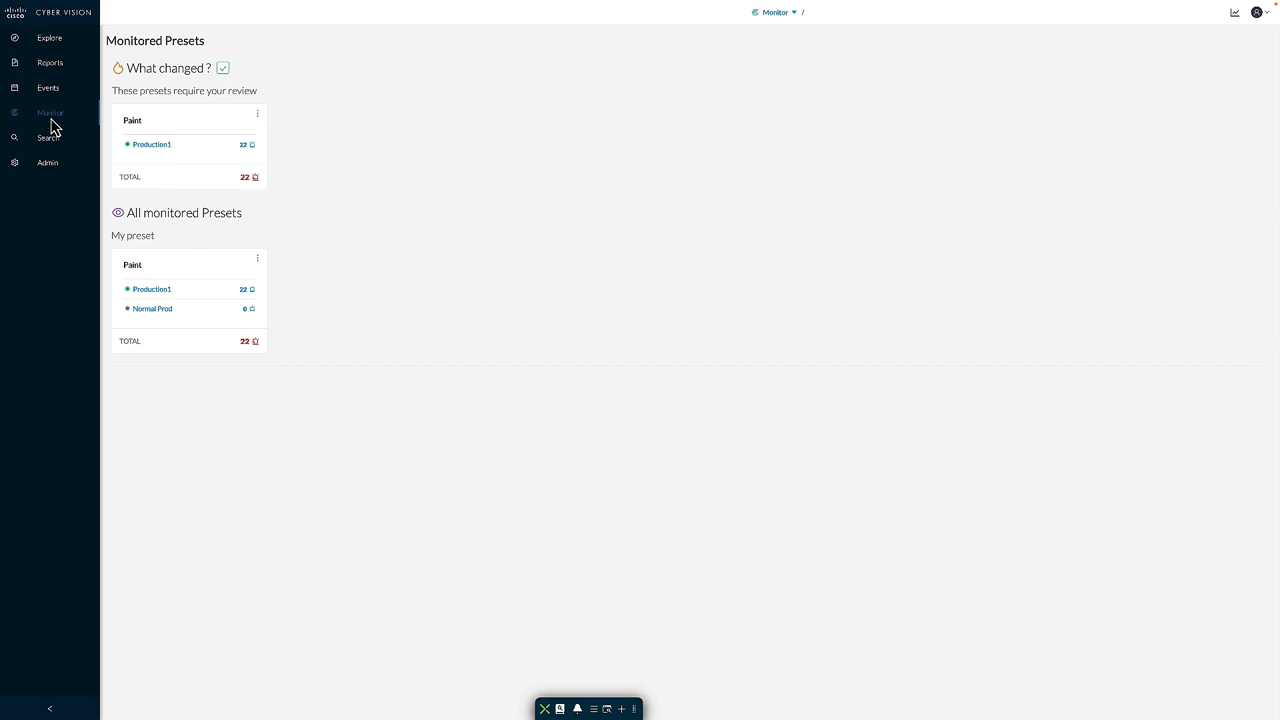 CISCO CYBER VISION
Monitor /
Explore
Reports
Events
Monitor
Search
Admin
Monitored Presets
What changed ?
These presets require your review
Paint
Production1 22
TOTAL 22
All monitored Presets
My preset
Paint
Production1 22
Normal Prod 0
TOTAL 22